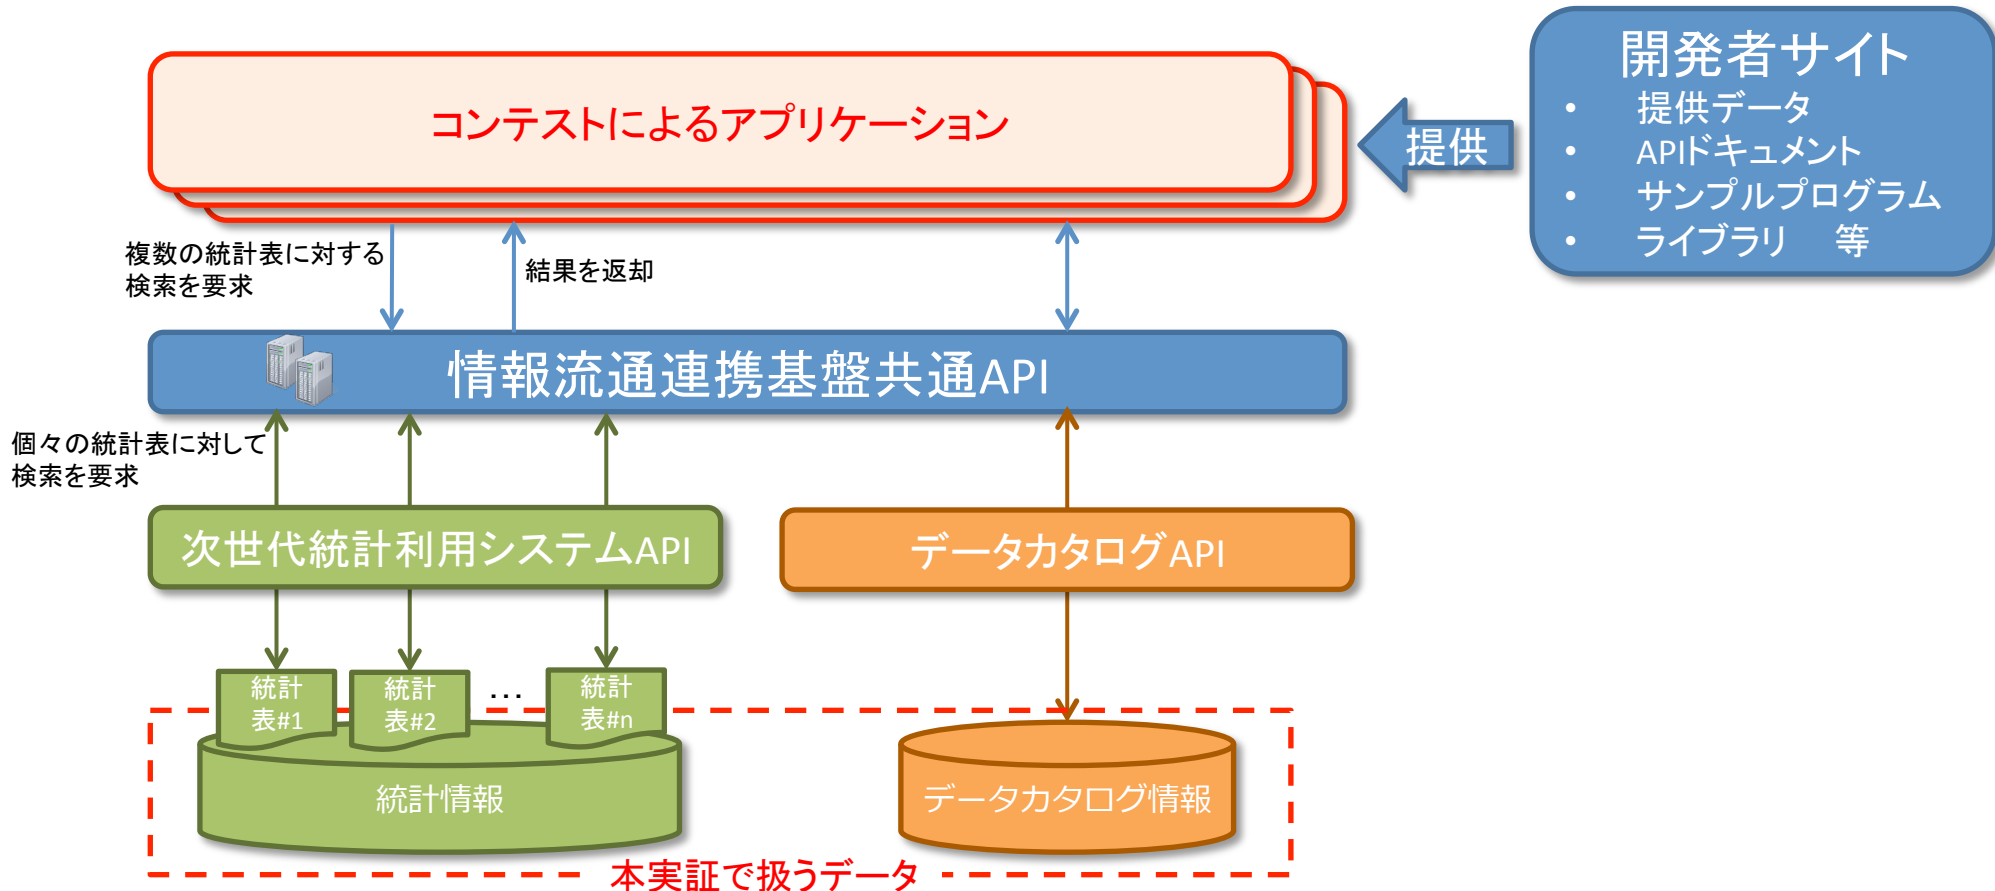 コンテストによるアプリケーション
提供
開発者サイト
• 提供データ
• APIドキュメント
• サンプルプログラム
• ライブラリ　等
複数の統計表に対する
検索を要求
結果を返却
情報流通連携基盤共通API
個々の統計表に対して
検索を要求
次世代統計利用システムAPI
データカタログAPI
統計
表#1
統計
表#2
…
統計
表#n
統計情報
データカタログ情報
本実証で扱うデータ